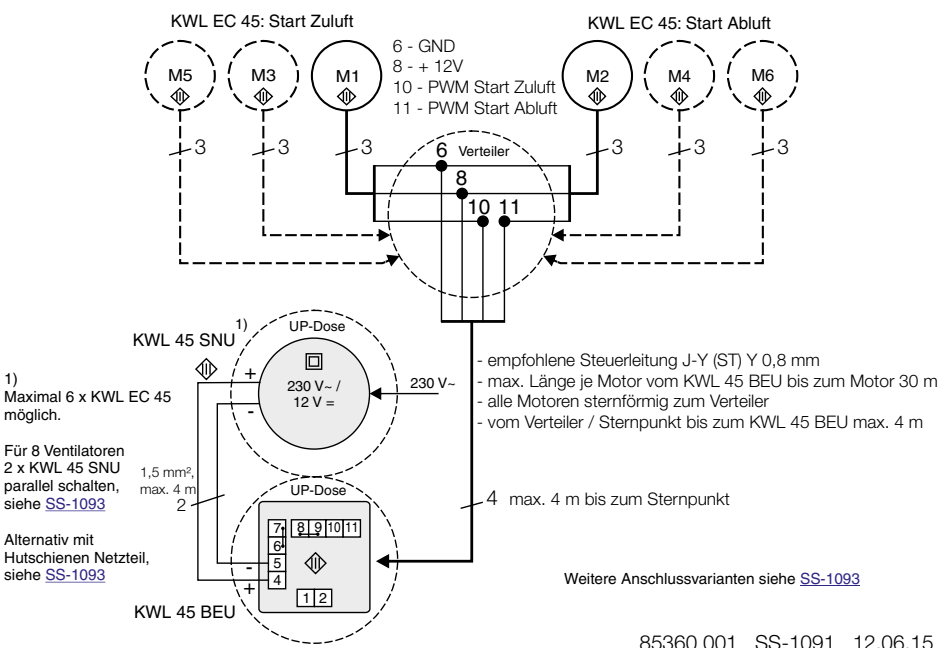 KWL EC 45: Start Zuluft
KWL EC 45: Start Abluft
M5
M3
M1
M2
M4
M6
6 - GND
8 - + 12V
10 - PWM Start Zuluft
11 - PWM Start Abluft
3
3
3
3
3
3
6
Verteiler
8
10
11
KWL 45 SNU
1)
UP-Dose
230 V~ /
12 V =
+
-
230 V~
- empfohlene Steuerleitung J-Y (ST) Y 0,8 mm
- max. Länge je Motor vom KWL 45 BEU bis zum Motor 30 m
- alle Motoren sternförmig zum Verteiler
- vom Verteiler / Sternpunkt bis zum KWL 45 BEU max. 4 m
1)
Maximal 6 x KWL EC 45
möglich.
Für 8 Ventilatoren
2 x KWL 45 SNU
parallel schalten,
siehe SS-1093
Alternativ mit
Hutschienen Netzteil,
siehe SS-1093
1,5 mm²,
max. 4 m
2
UP-Dose
7
8
9
10
11
6
5
4
-
+
1
2
KWL 45 BEU
4
max. 4 m bis zum Sternpunkt
Weitere Anschlussvarianten siehe SS-1093
85360 001 SS-1091 12.06.15